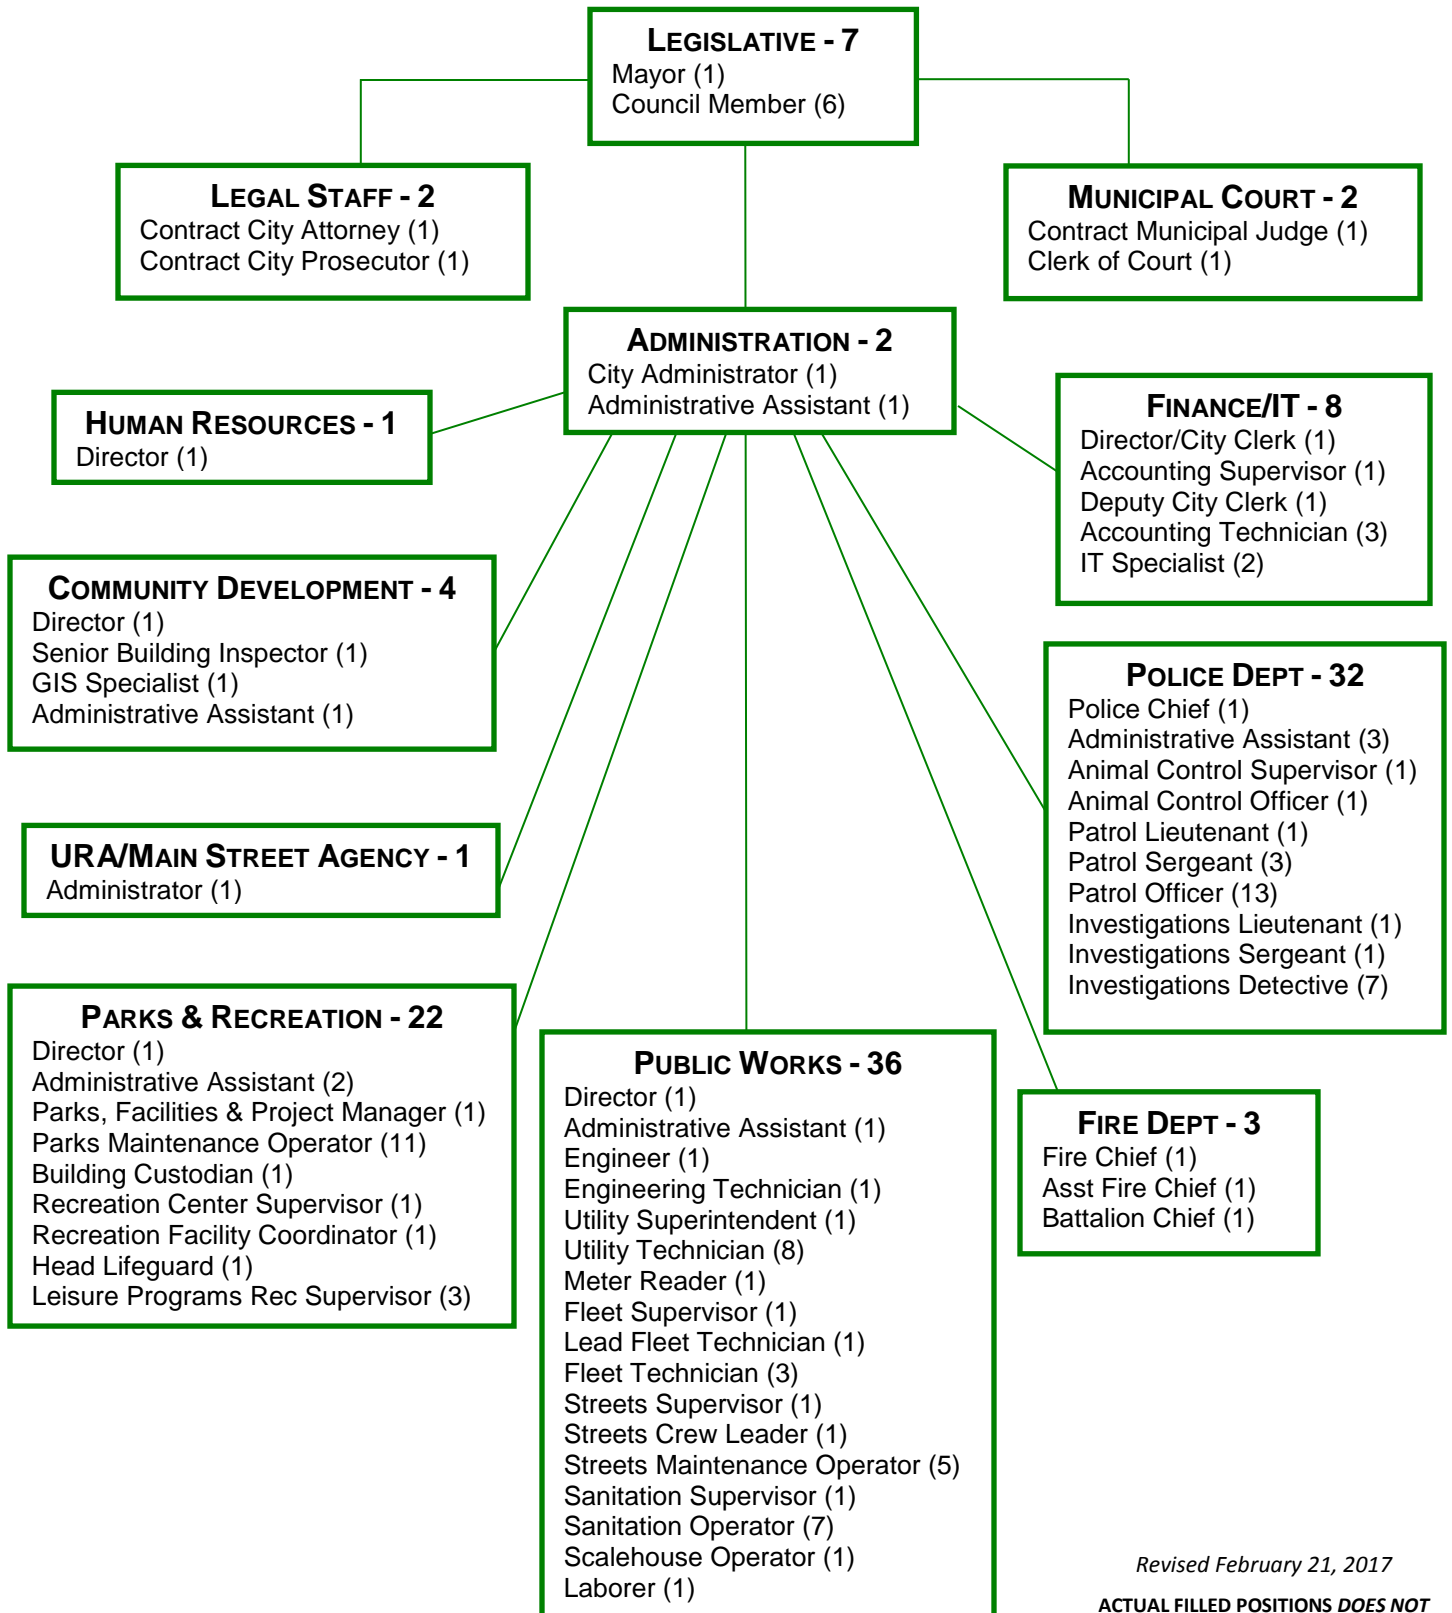 LEGISLATIVE - 7
Mayor (1)
Council Member (6)
LEGAL STAFF - 2
Contract City Attorney (1)
Contract City Prosecutor (1)
MUNICIPAL COURT - 2
Contract Municipal Judge (1)
Clerk of Court (1)
ADMINISTRATION - 2
City Administrator (1)
Administrative Assistant (1)
HUMAN RESOURCES - 1
Director (1)
FINANCE/IT - 8
Director/City Clerk (1)
Accounting Supervisor (1)
Deputy City Clerk (1)
Accounting Technician (3)
IT Specialist (2)
COMMUNITY DEVELOPMENT - 4
Director (1)
Senior Building Inspector (1)
GIS Specialist (1)
Administrative Assistant (1)
POLICE DEPT - 32
Police Chief (1)
Administrative Assistant (3)
Animal Control Supervisor (1)
Animal Control Officer (1)
Patrol Lieutenant (1)
Patrol Sergeant (3)
Patrol Officer (13)
Investigations Lieutenant (1)
Investigations Sergeant (1)
Investigations Detective (7)
URA/MAIN STREET AGENCY - 1
Administrator (1)
PARKS & RECREATION - 22
Director (1)
Administrative Assistant (2)
Parks, Facilities & Project Manager (1)
Parks Maintenance Operator (11)
Building Custodian (1)
Recreation Center Supervisor (1)
Recreation Facility Coordinator (1)
Head Lifeguard (1)
Leisure Programs Rec Supervisor (3)
PUBLIC WORKS - 36
Director (1)
Administrative Assistant (1)
Engineer (1)
Engineering Technician (1)
Utility Superintendent (1)
Utility Technician (8)
Meter Reader (1)
Fleet Supervisor (1)
Lead Fleet Technician (1)
Fleet Technician (3)
Streets Supervisor (1)
Streets Crew Leader (1)
Streets Maintenance Operator (5)
Sanitation Supervisor (1)
Sanitation Operator (7)
Scalehouse Operator (1)
Laborer (1)
FIRE DEPT - 3
Fire Chief (1)
Asst Fire Chief (1)
Battalion Chief (1)
Revised February 21, 2017
ACTUAL FILLED POSITIONS DOES NOT